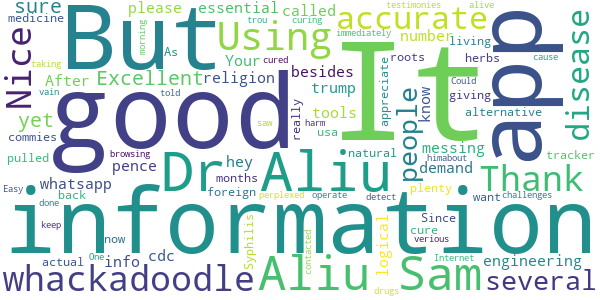 sure essential called accurate
medicine But please number It app
Nice Your Using living disease
As religion roots herbs
morning After Excellent besides
curing testimonies alive
taking trou immediately cured cause
vain told good Could
yet trump know giving
commies really tools appreciate people alternative
pulled saw harm usa messing tracker
browsing hey natural himabout
pence Dr Aliu demand Thank
whatsapp months plenty
Easy back foreign perplexed operate detect want challenges
done keep information
now Syphilis contacted logical Since cure verious
actual One info cdc Aliu Internet Sam engineering
whackadoodle drugs several